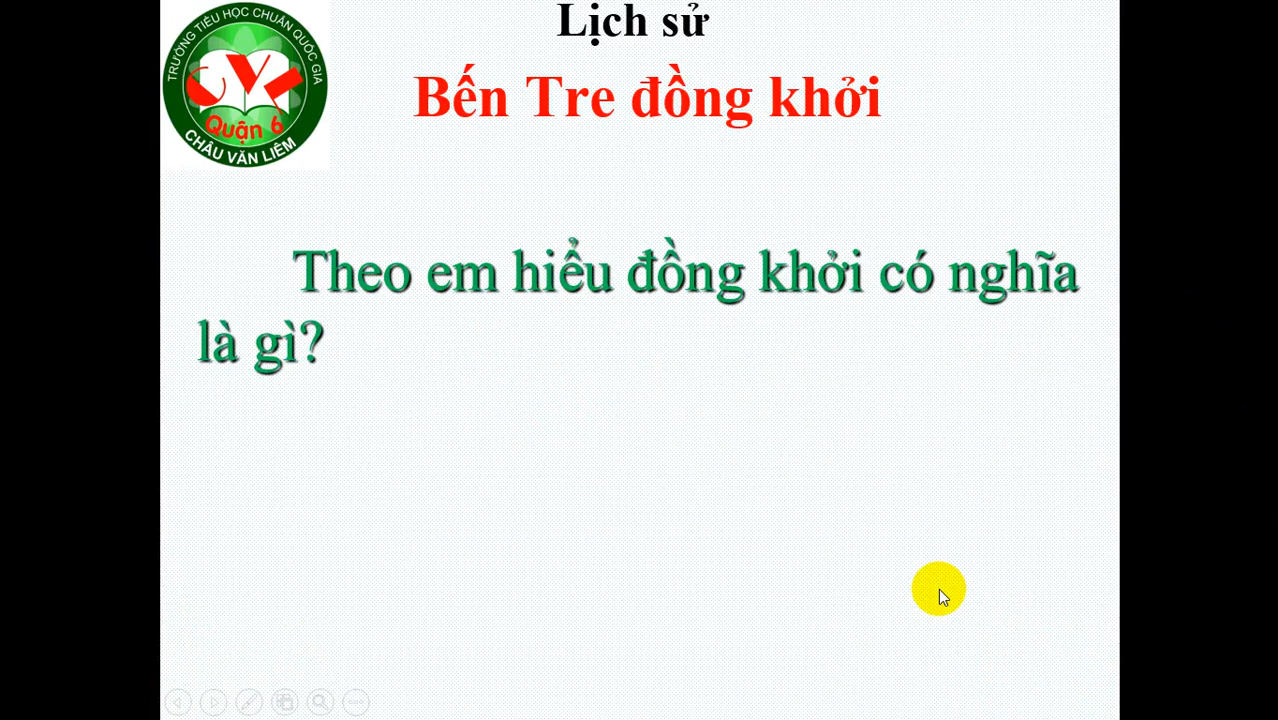 TRƯỜNG TIỂU HỌC CHUẨN QUỐC GIA
CVL
Quận 6
CHÂU VĂN LIÊM
Lịch sử
Bến Tre đồng khởi
Theo em hiểu đồng khởi có nghĩa
là gì?